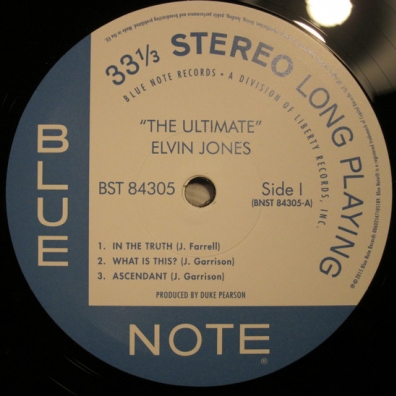 33⅓ STEREO LONG PLAYING
BLUE NOTE RECORDS • A DIVISION OF LIBERTY RECORDS, INC.
"THE ULTIMATE"
ELVIN JONES
BST 84305
Side I
(BNST 84305-A)
1. IN THE TRUTH (J. Farrell)
2. WHAT IS THIS? (J. Garrison)
3. ASCENDANT (J. Garrison)
PRODUCED BY DUKE PEARSON
BLUE
NOTE
®